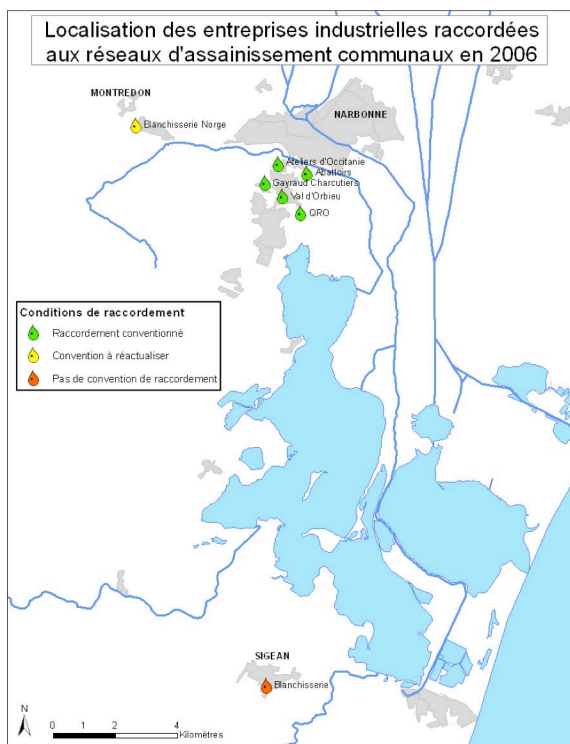 Localisation des entreprises industrielles raccordées
aux réseaux d'assainissement communaux en 2006
MONTREDON
NARBONNE
Blanchisserie Norge
Ateliers d'Occitanie
Abattoirs
Gayraud Charcutiers
Val d'Orbieu
QRO
Conditions de raccordement
Raccordement conventionné
Convention à réactualiser
Pas de convention de raccordement
SIGEAN
Blanchisserie
N
0 1 2 4
Kilomètres